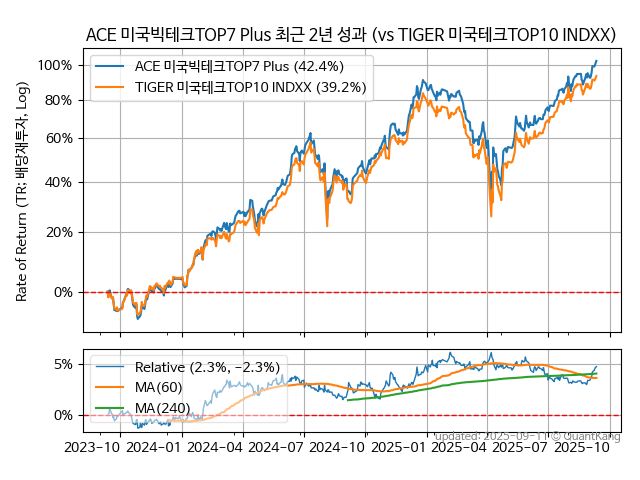 ACE 미국빅테크TOP7 Plus 최근 2년 성과 (vs TIGER 미국테크TOP10 INDXX)
Rate of Return (TR: 배당재투자, Log)
100%
80%
60%
40%
20%
0%
ACE 미국빅테크TOP7 Plus (42.4%)
TIGER 미국테크TOP10 INDXX (39.2%)
5%
0%
Relative (2.3%, −2.3%)
MA(60)
MA(240)
updated: 2025-09-11 © QuantKang
2023-10 2024-01 2024-04 2024-07 2024-10 2025-01 2025-04 2025-07 2025-10